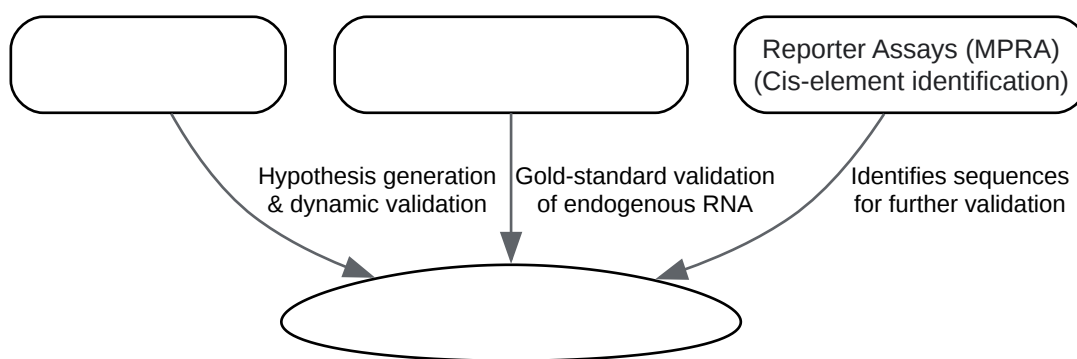 Reporter Assays (MPRA)
(Cis-element identification)
Hypothesis generation
& dynamic validation
Gold-standard validation
of endogenous RNA
Identifies sequences
for further validation